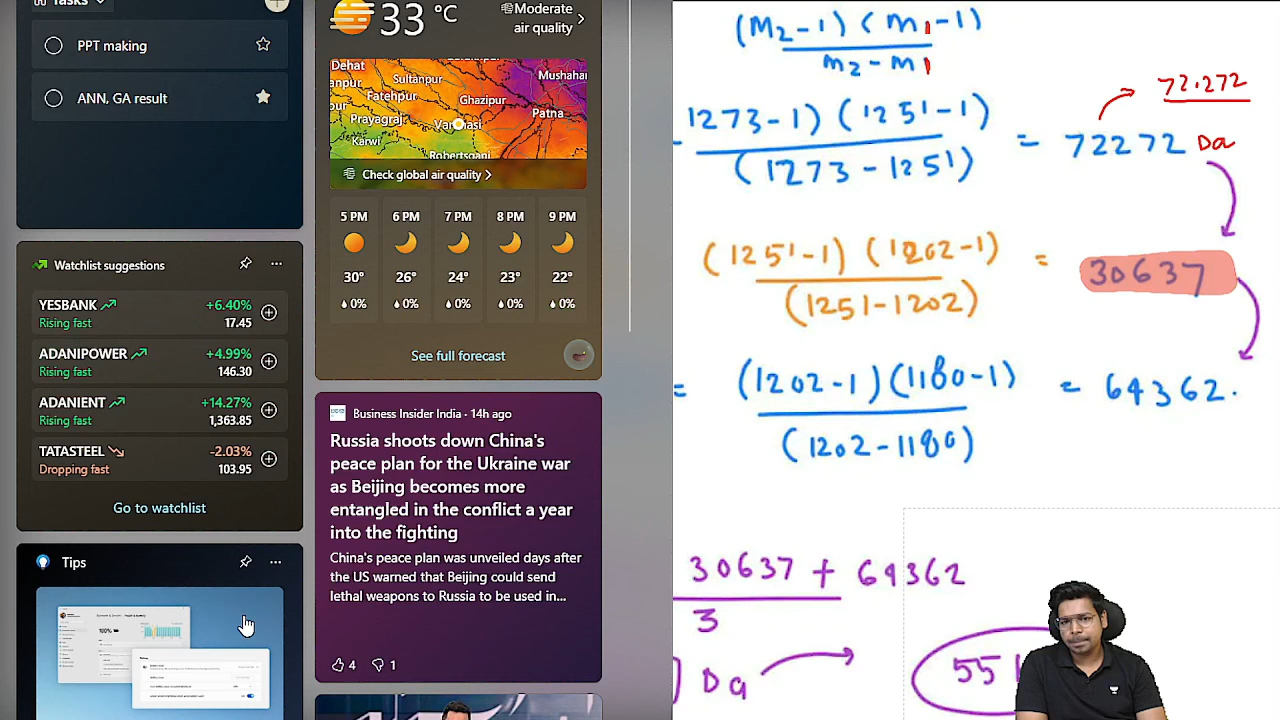 Tasks
PPT making
ANN, GA result
Watchlist suggestions
YESBANK +6.40%
Rising fast 17.45
ADANIPOWER +4.99%
Rising fast 146.30
ADANIENT +14.27%
Rising fast 1,363.85
TATASTEEL -2.03%
Dropping fast 103.95
Go to watchlist
Tips
100%
33 °C
Moderate
air quality
Dehat
Sultanpur
Mushahar
Fatehpur
Ghazipur
Prayagraj
Varanasi
Patna
Karwi
Robertsganj
Check global air quality
5 PM 6 PM 7 PM 8 PM 9 PM
30° 26° 24° 23° 22°
0% 0% 0% 0% 0%
See full forecast
Business Insider India · 14h ago
Russia shoots down China's
peace plan for the Ukraine war
as Beijing becomes more
entangled in the conflict a year
into the fighting
China's peace plan was unveiled days after
the US warned that Beijing could send
lethal weapons to Russia to be used in...
4 1
(M2-1) (m1-1)
m2-m1
72.272
1273-1) (1251-1)
= 72272 Da
(1273-1251)
(1251-1) (1202-1)
= 30637
(1251-1202)
= (1202-1)(1180-1) = 64362.
(1202-1180)
30637 + 64362
3
) Da
551